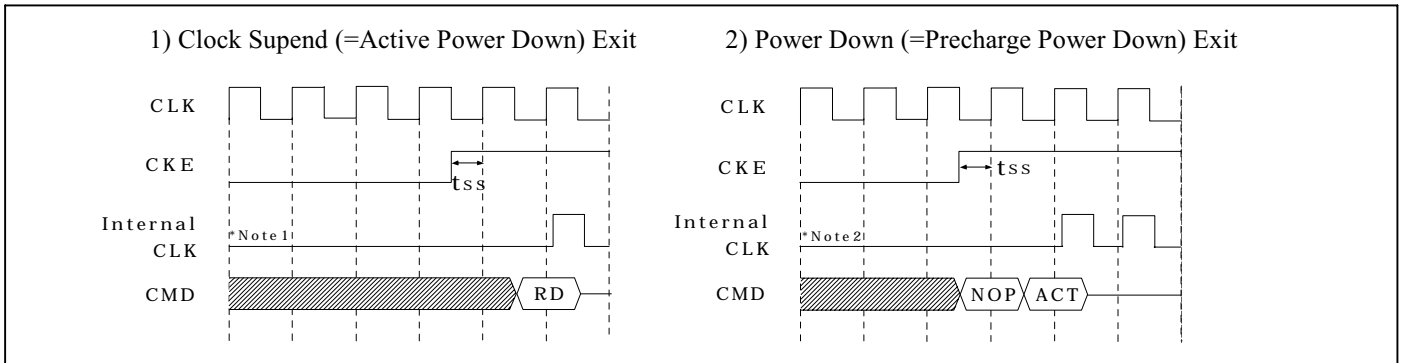 1) Clock Supend (=Active Power Down) Exit
CLK
CKE
tss
Internal
CLK
*Note1
CMD
RD
2) Power Down (=Precharge Power Down) Exit
CLK
CKE
tss
Internal
CLK
*Note2
CMD
NOP ACT